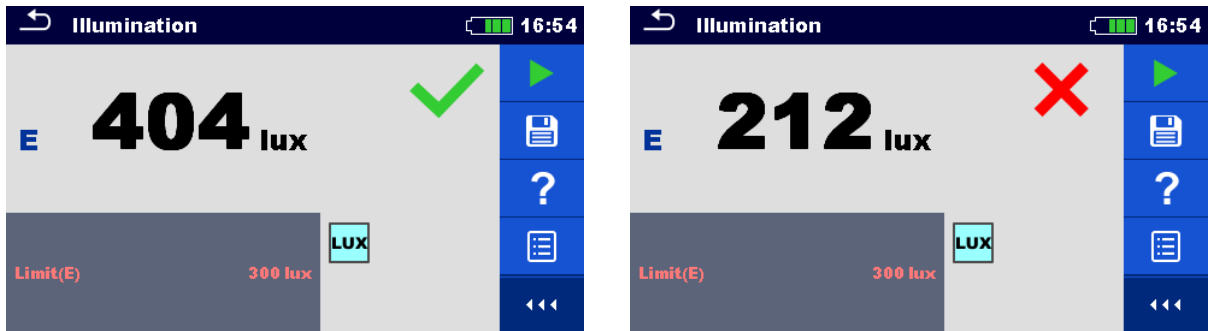 Illumination 16:54
E 404 lux
?
LUX
Limit(E) 300 lux
Illumination 16:54
E 212 lux
?
LUX
Limit(E) 300 lux